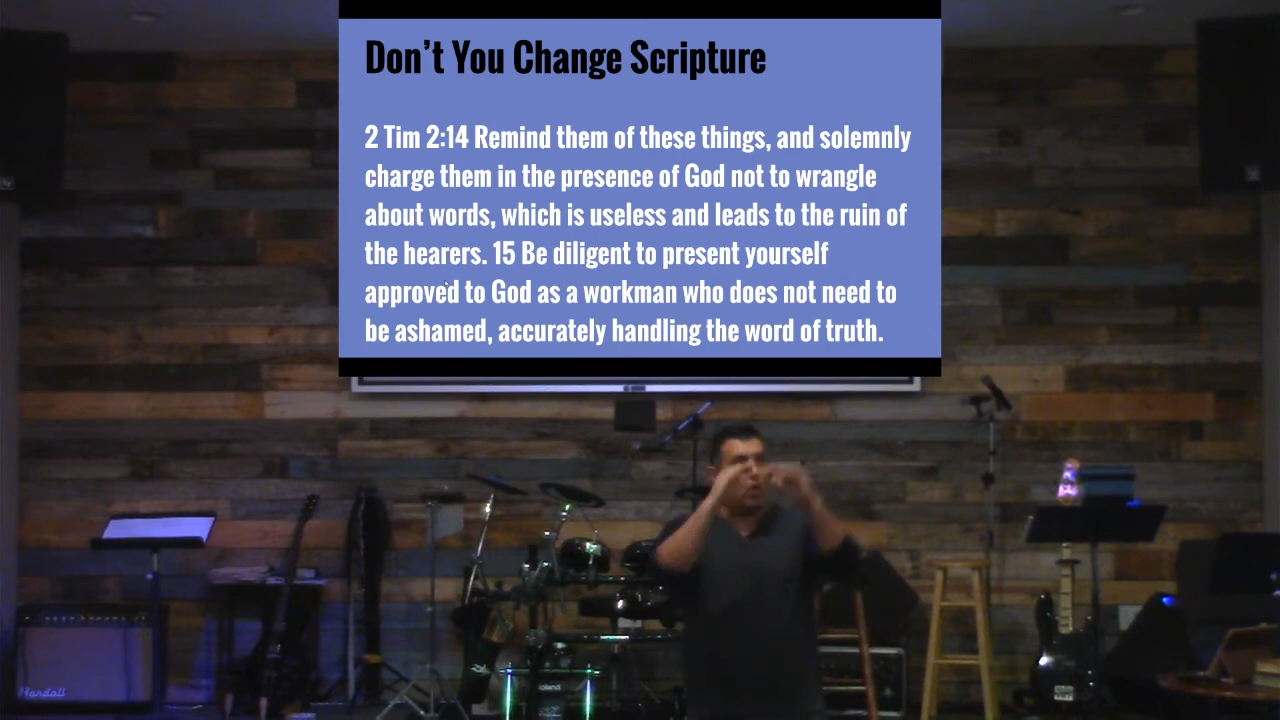 Don't You Change Scripture
2 Tim 2:14 Remind them of these things, and solemnly
charge them in the presence of God not to wrangle
about words, which is useless and leads to the ruin of
the hearers. 15 Be diligent to present yourself
approved to God as a workman who does not need to
be ashamed, accurately handling the word of truth.
Randall
Roland